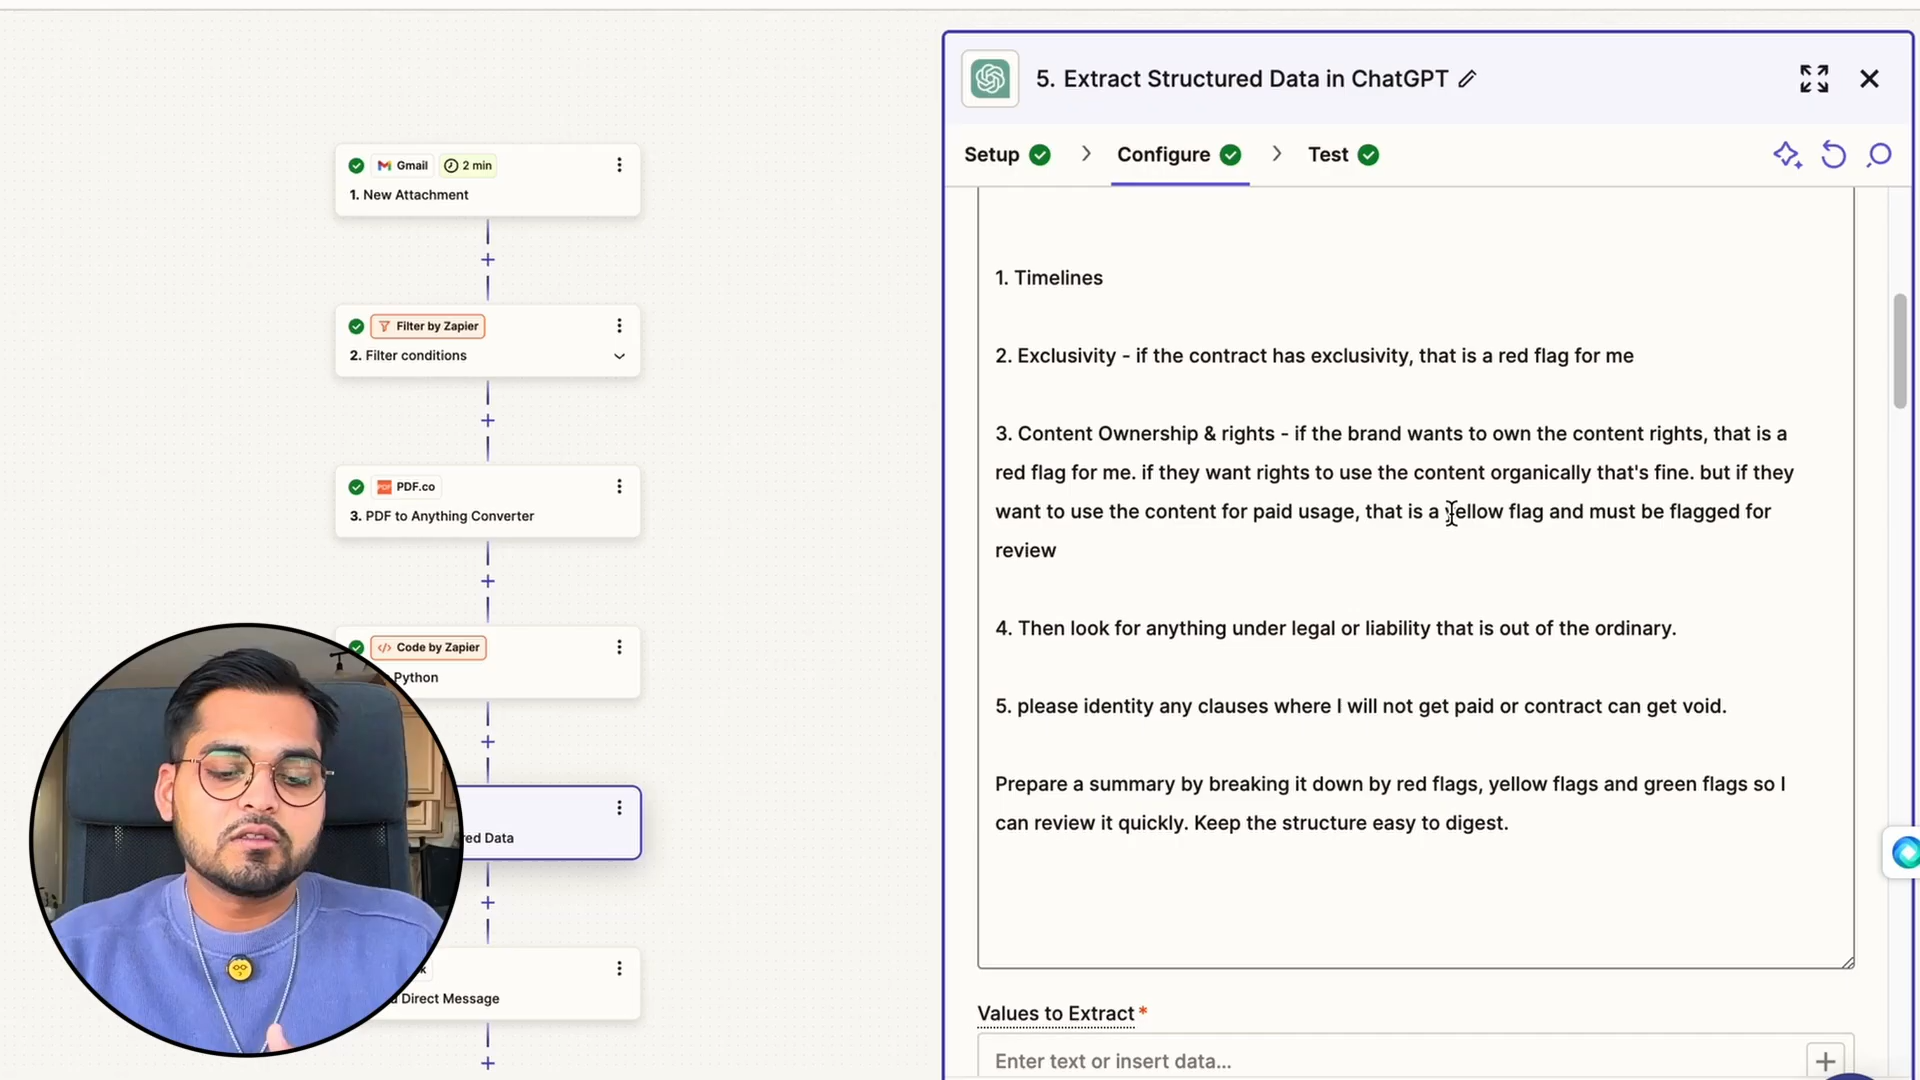 Gmail
2 min
1. New Attachment
Filter by Zapier
2. Filter conditions
PDF.co
3. PDF to Anything Converter
Code by Zapier
Python
Data
Direct Message
5. Extract Structured Data in ChatGPT
Setup
Configure
Test
1. Timelines
2. Exclusivity - if the contract has exclusivity, that is a red flag for me
3. Content Ownership & rights - if the brand wants to own the content rights, that is a
red flag for me. if they want rights to use the content organically that's fine. but if they
want to use the content for paid usage, that is a yellow flag and must be flagged for
review
4. Then look for anything under legal or liability that is out of the ordinary.
5. please identity any clauses where I will not get paid or contract can get void.
Prepare a summary by breaking it down by red flags, yellow flags and green flags so I
can review it quickly. Keep the structure easy to digest.
Values to Extract *
Enter text or insert data...